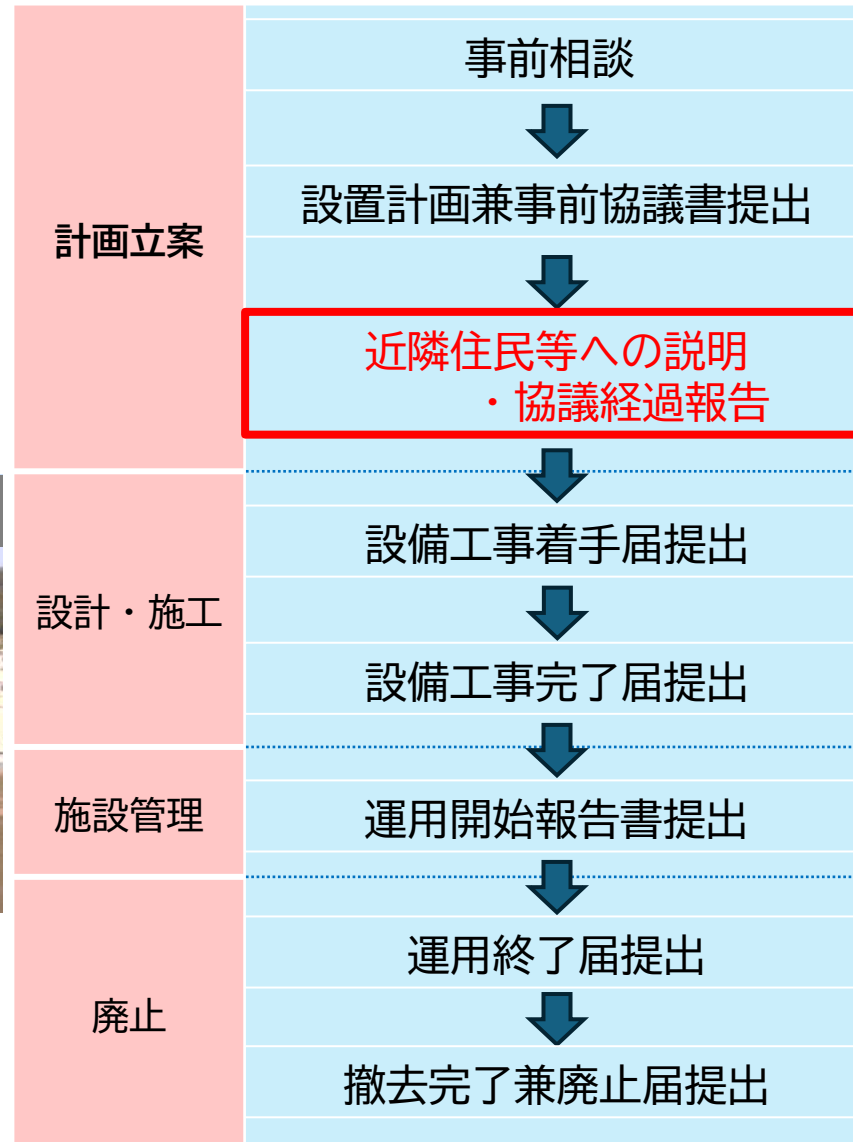 計画立案
事前相談
設置計画兼事前協議書提出
近隣住民等への説明
・協議経過報告
設計・施工
設備工事着手届提出
設備工事完了届提出
施設管理
運用開始報告書提出
廃止
運用終了届提出
撤去完了兼廃止届提出